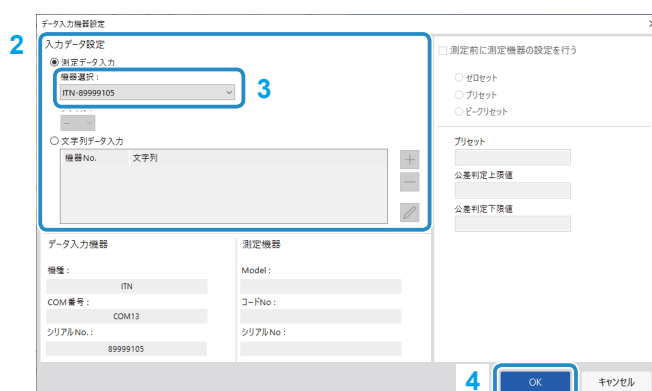 データ入力機器設定
2
入力データ設定
測定データ入力
機器選択：
ITN-89999105
3
--
文字列データ入力
機器No. 文字列
データ入力機器
機種：
ITN
COM番号：
COM13
シリアルNo.：
89999105
測定機器
Model：
コードNo：
シリアルNo：
測定前に測定機器の設定を行う
ゼロセット
プリセット
ピークリセット
プリセット
公差判定上限値
公差判定下限値
4
OK キャンセル